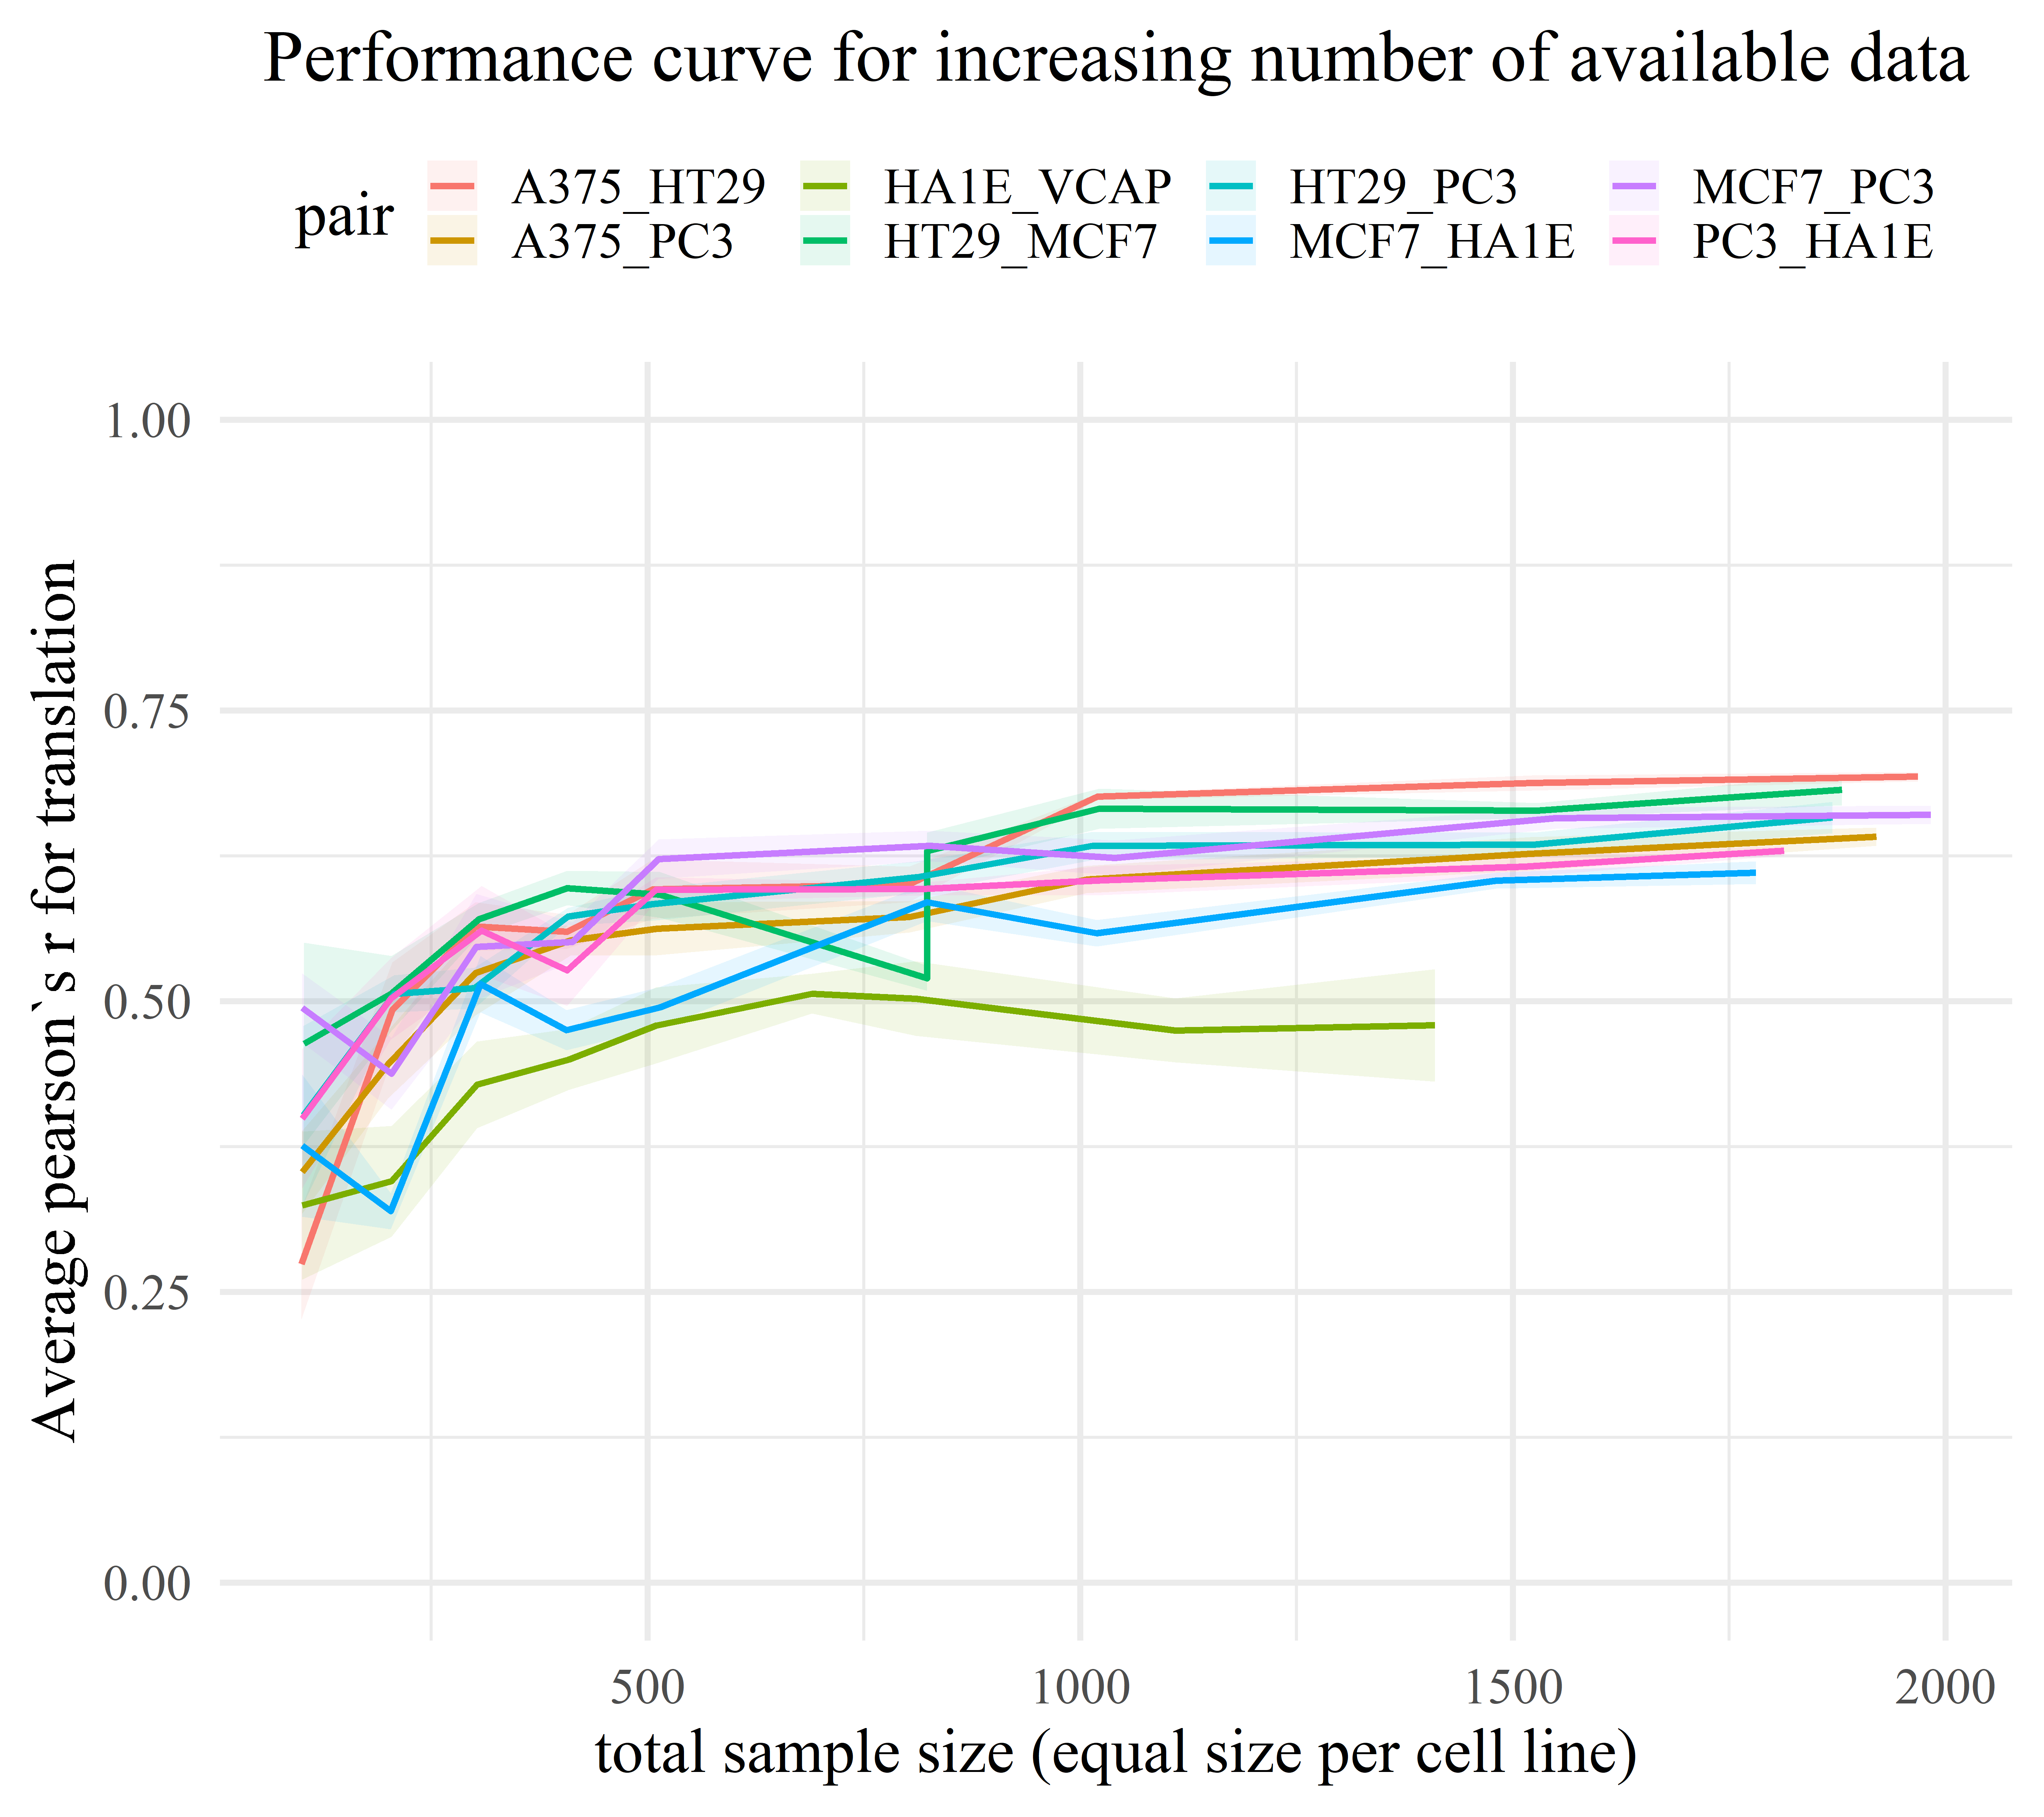 Performance curve for increasing number of available data
pair
A375_HT29
HA1E_VCAP
HT29_PC3
MCF7_PC3
A375_PC3
HT29_MCF7
MCF7_HA1E
PC3_HA1E
Average pearson`s r for translation
1.00
0.75
0.50
0.25
0.00
500
1000
1500
2000
total sample size (equal size per cell line)